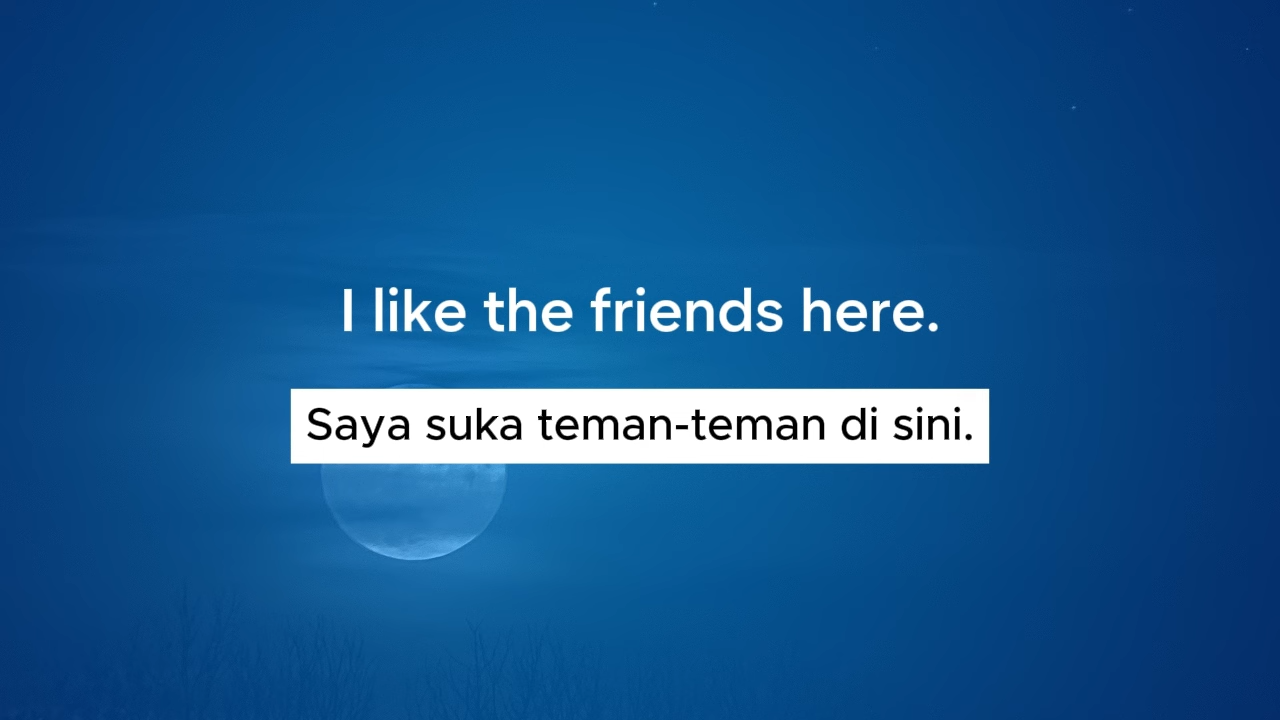 I like the friends here.
Saya suka teman-teman di sini.